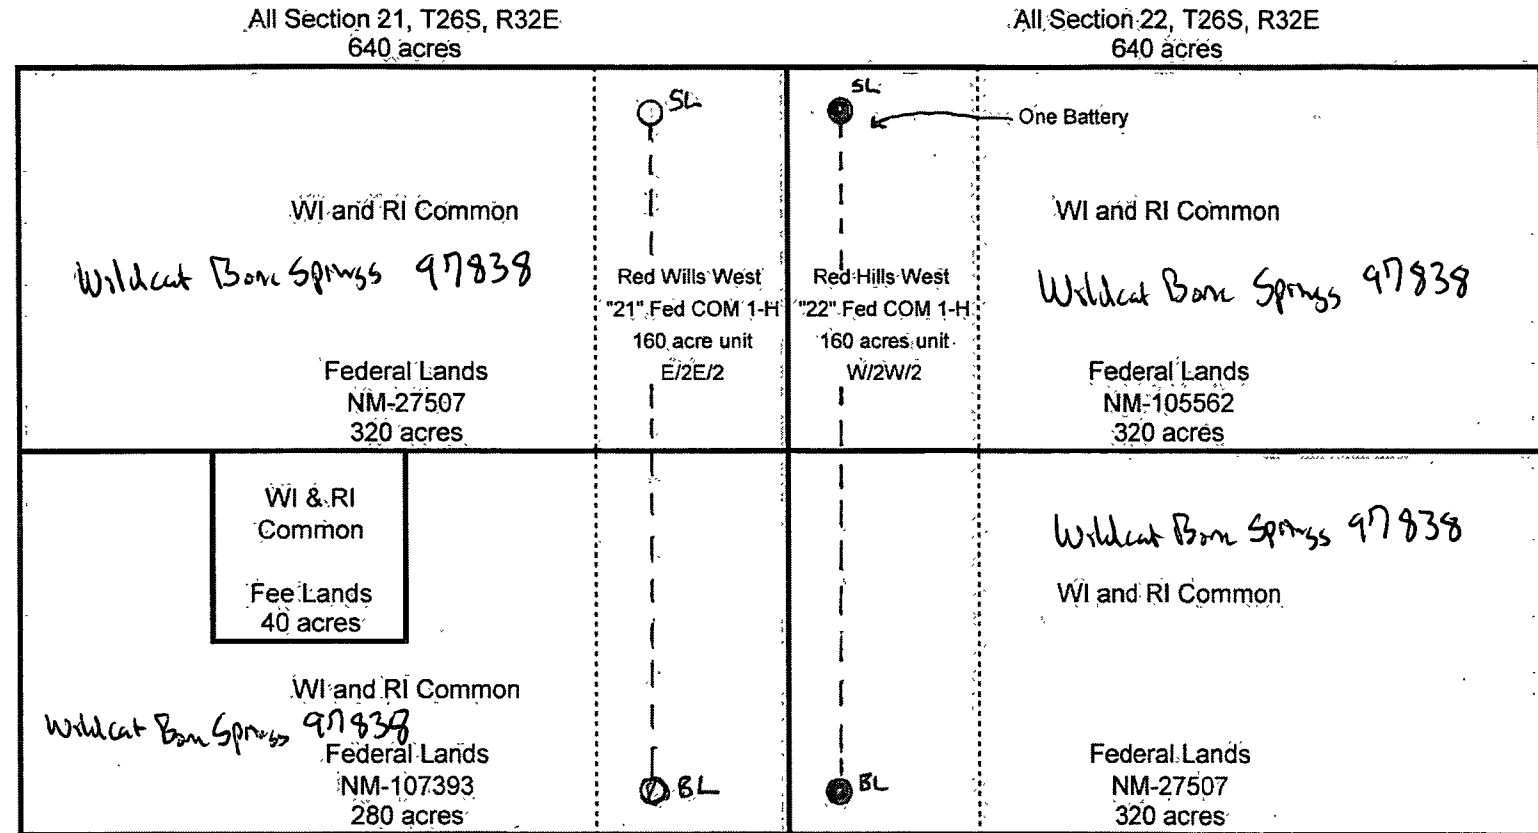 All Section 21, T26S, R32E
640 acres
All Section 22, T26S, R32E
640 acres
SL
SL
One Battery
WI and RI Common
Wildcat Bone Springs 97838
Red Wills West
"21" Fed COM 1-H
160 acre unit
E/2E/2
Red Hills West
"22" Fed COM 1-H
160 acres unit
W/2W/2
WI and RI Common
Wildcat Bone Springs 97838
Federal Lands
NM-27507
320 acres
Federal Lands
NM-105562
320 acres
WI & RI
Common
Fee Lands
40 acres
Wildcat Bone Springs 97838
WI and RI Common
WI and RI Common
Wildcat Bone Springs 97838
Federal Lands
NM-107393
280 acres
BL
BL
Federal Lands
NM-27507
320 acres